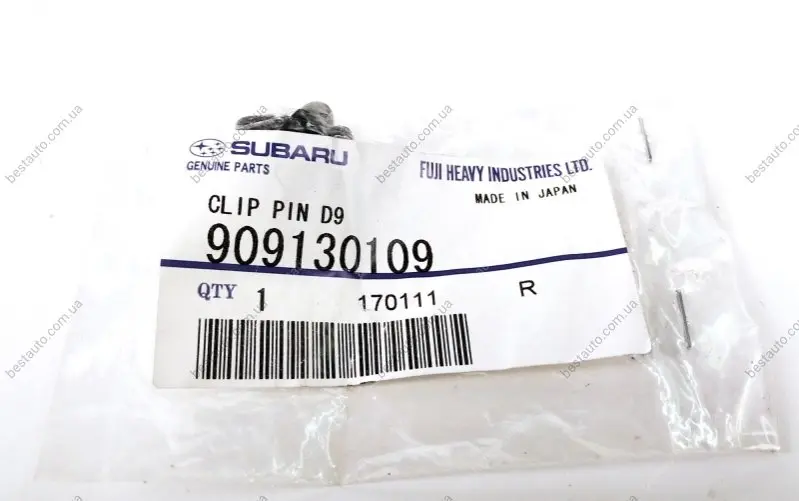 SUBARU
GENUINE PARTS
FUJI HEAVY INDUSTRIES LTD.
MADE IN JAPAN
CLIP PIN D9
909130109
QTY 1 170111 R
bestauto.com.ua